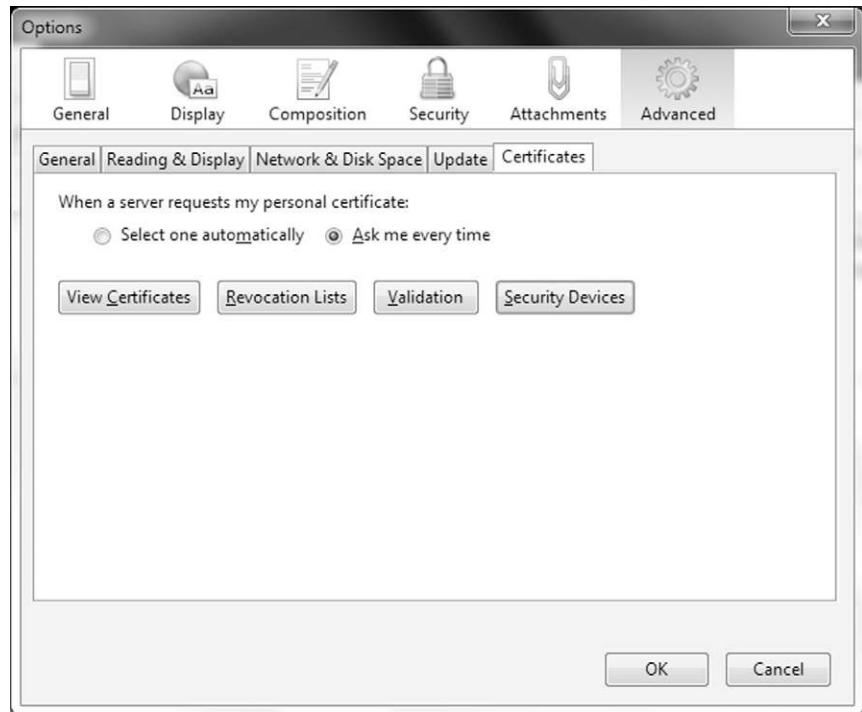 Options
General Display Composition Security Attachments Advanced
General Reading & Display Network & Disk Space Update Certificates
When a server requests my personal certificate:
Select one automatically Ask me every time
View Certificates Revocation Lists Validation Security Devices
OK Cancel